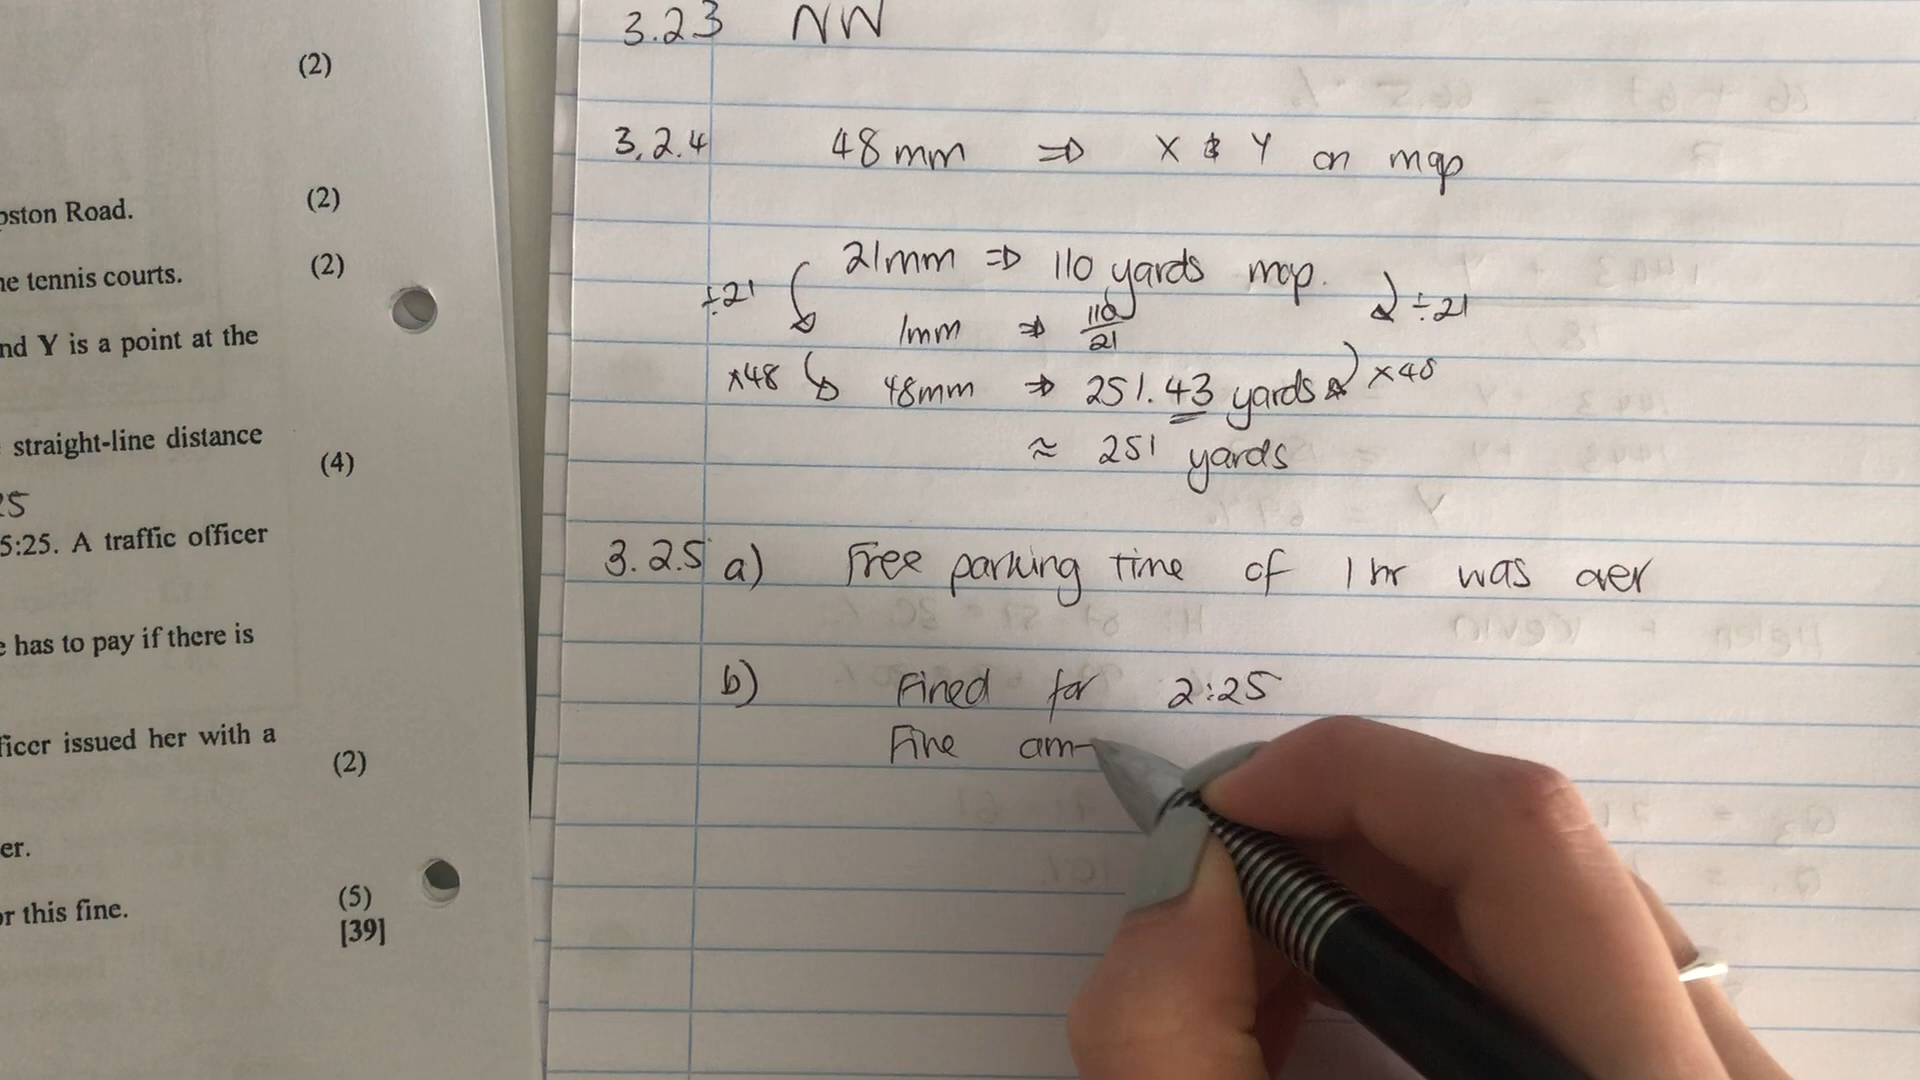 (2)
pston Road. (2)
ne tennis courts. (2)
nd Y is a point at the
straight-line distance
(4)
25
5:25. A traffic officer
e has to pay if there is
ficer issued her with a
(2)
er.
(5)
or this fine.
[39]
3.23 NW
3.2.4 48mm ⇒ X & Y on map
21mm ⇒ 110 yards map.
÷21 ÷21
1mm ⇒ 110/21
×48 48mm ⇒ 251.43 yards ×48
≈ 251 yards
3.2.5 a) Free parking time of 1 hr was over
b) Fined for 2:25
Fine am